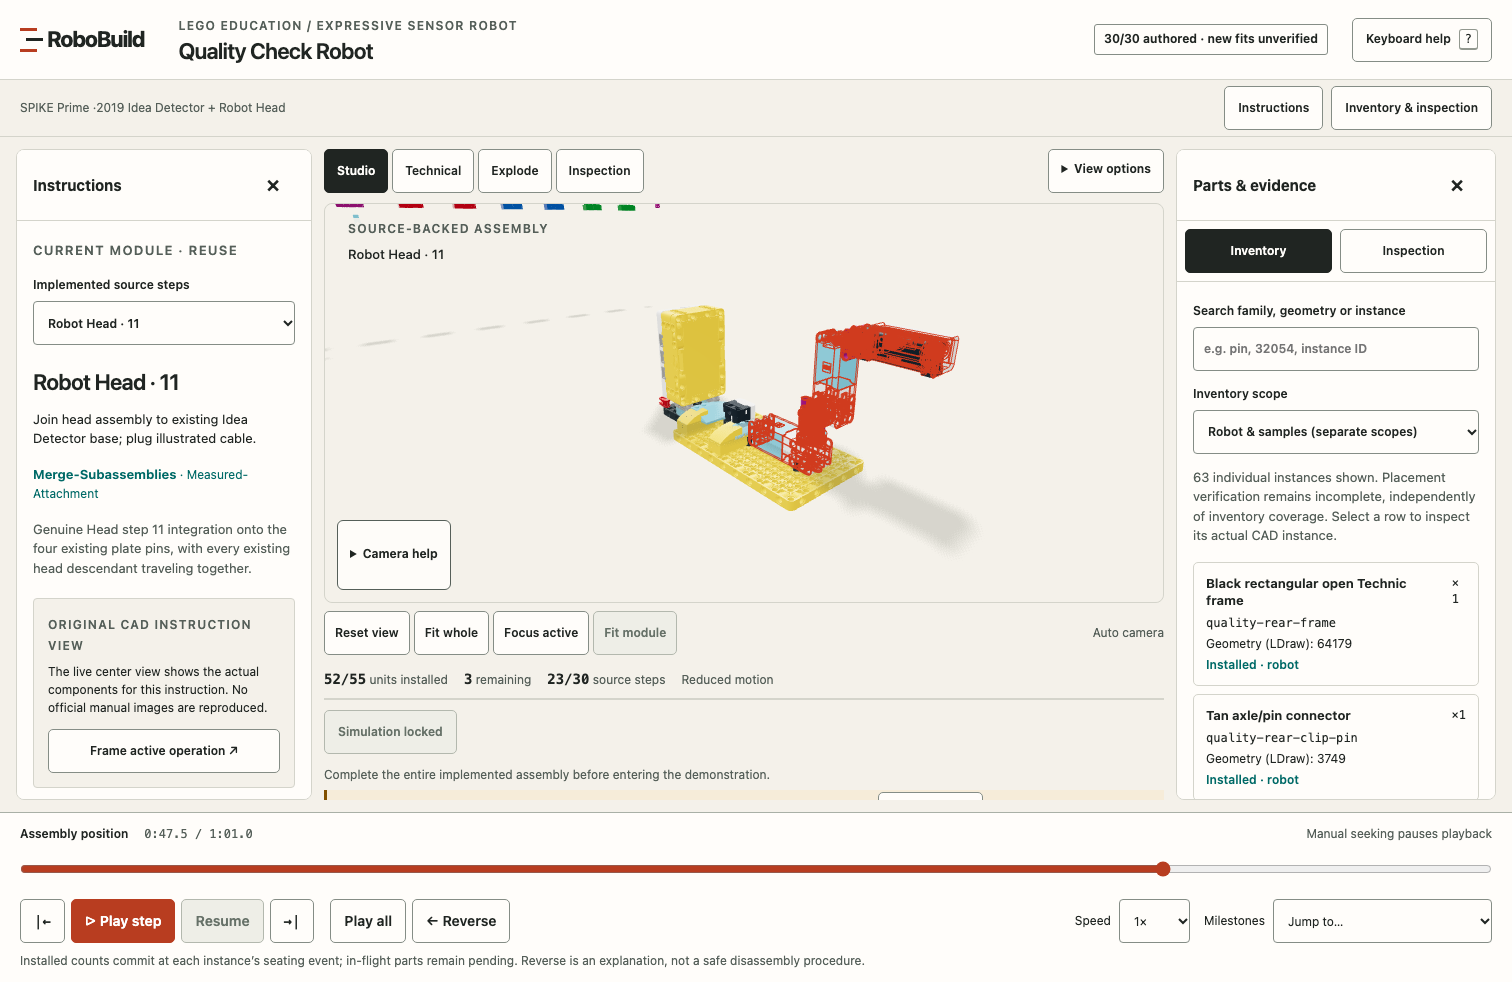 RoboBuild
LEGO EDUCATION / EXPRESSIVE SENSOR ROBOT
Quality Check Robot
30/30 authored · new fits unverified
Keyboard help ?
SPIKE Prime ·2019 Idea Detector + Robot Head
Instructions
Inventory & inspection
Instructions
CURRENT MODULE · REUSE
Implemented source steps
Robot Head · 11
Robot Head · 11
Join head assembly to existing Idea
Detector base; plug illustrated cable.
Merge-Subassemblies · Measured-
Attachment
Genuine Head step 11 integration onto the
four existing plate pins, with every existing
head descendant traveling together.
ORIGINAL CAD INSTRUCTION
VIEW
The live center view shows the actual
components for this instruction. No
official manual images are reproduced.
Frame active operation ↗
Studio
Technical
Explode
Inspection
View options
SOURCE-BACKED ASSEMBLY
Robot Head · 11
Camera help
Reset view
Fit whole
Focus active
Fit module
Auto camera
52/55 units installed 3 remaining 23/30 source steps Reduced motion
Simulation locked
Complete the entire implemented assembly before entering the demonstration.
Parts & evidence
Inventory
Inspection
Search family, geometry or instance
e.g. pin, 32054, instance ID
Inventory scope
Robot & samples (separate scopes)
63 individual instances shown. Placement
verification remains incomplete, independently
of inventory coverage. Select a row to inspect
its actual CAD instance.
Black rectangular open Technic ×
frame 1
quality-rear-frame
Geometry (LDraw): 64179
Installed · robot
Tan axle/pin connector ×1
quality-rear-clip-pin
Geometry (LDraw): 3749
Installed · robot
Assembly position 0:47.5 / 1:01.0
Manual seeking pauses playback
|←
Play step
Resume
→|
Play all
← Reverse
Speed 1×
Milestones Jump to...
Installed counts commit at each instance's seating event; in-flight parts remain pending. Reverse is an explanation, not a safe disassembly procedure.